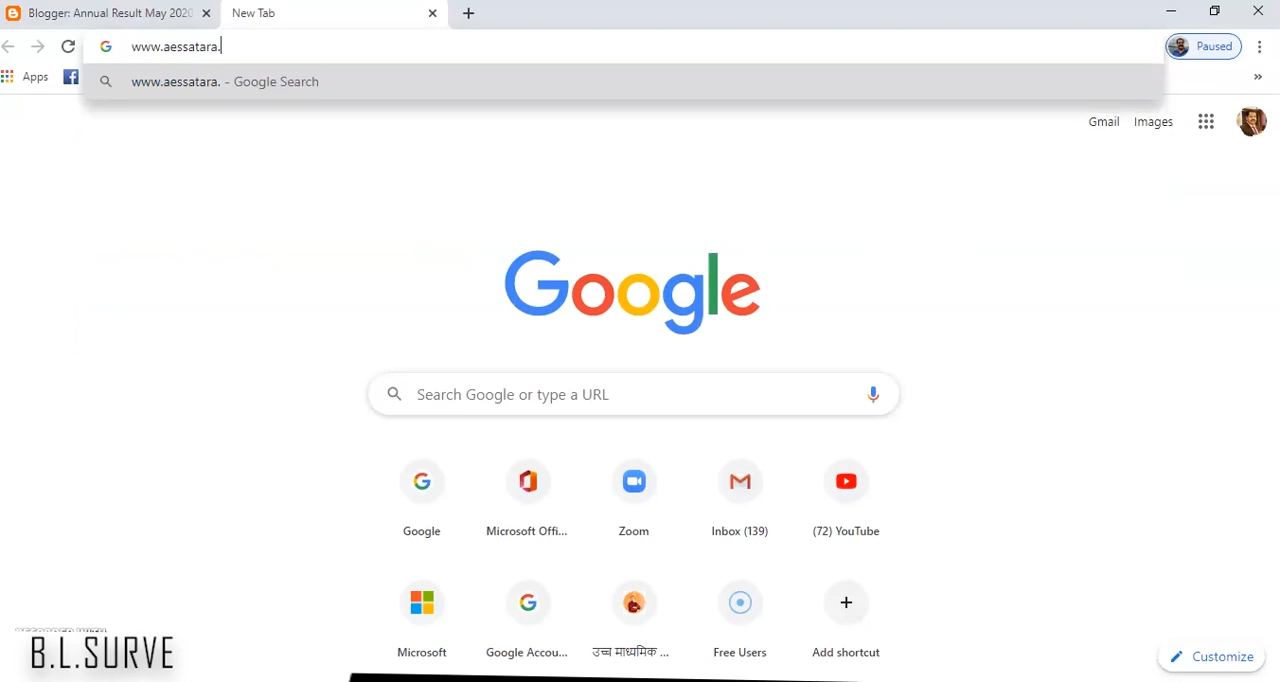 Blogger: Annual Result May 2020
New Tab
www.aessatara.
Paused
www.aessatara. - Google Search
Apps
Gmail
Images
Google
Search Google or type a URL
Google
Microsoft Offi...
Zoom
Inbox (139)
(72) YouTube
Microsoft
Google Accou...
उच्च माध्यमिक ...
Free Users
Add shortcut
B.L.SURVE
Customize